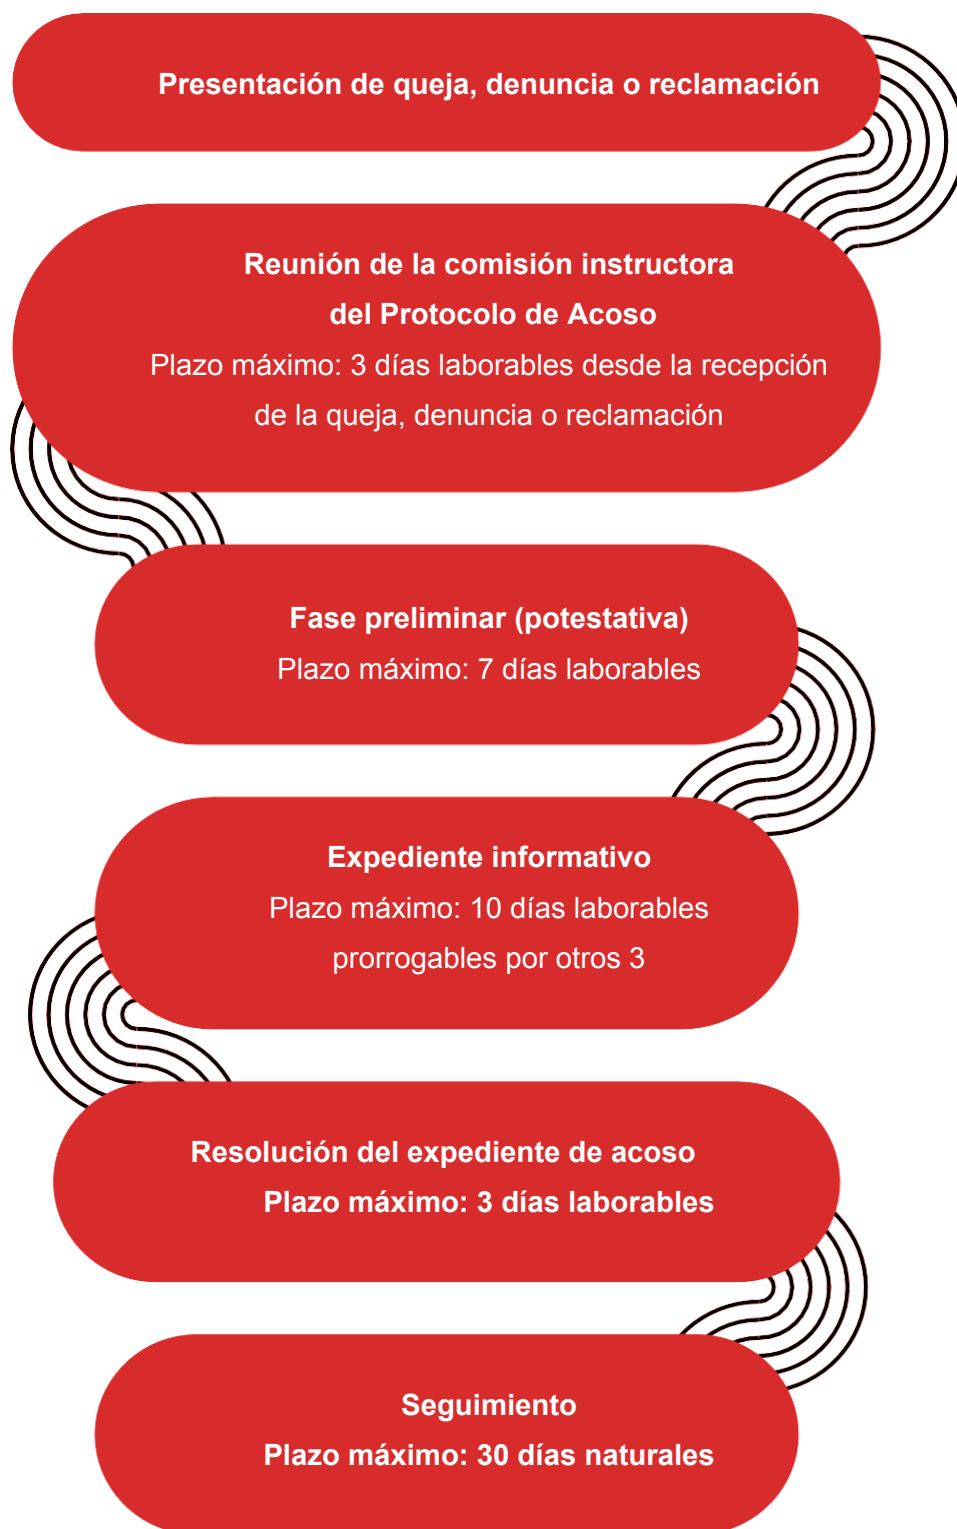 Presentación de queja, denuncia o reclamación
Reunión de la comisión instructora
del Protocolo de Acoso
Plazo máximo: 3 días laborables desde la recepción
de la queja, denuncia o reclamación
Fase preliminar (potestativa)
Plazo máximo: 7 días laborables
Expediente informativo
Plazo máximo: 10 días laborables
prorrogables por otros 3
Resolución del expediente de acoso
Plazo máximo: 3 días laborables
Seguimiento
Plazo máximo: 30 días naturales